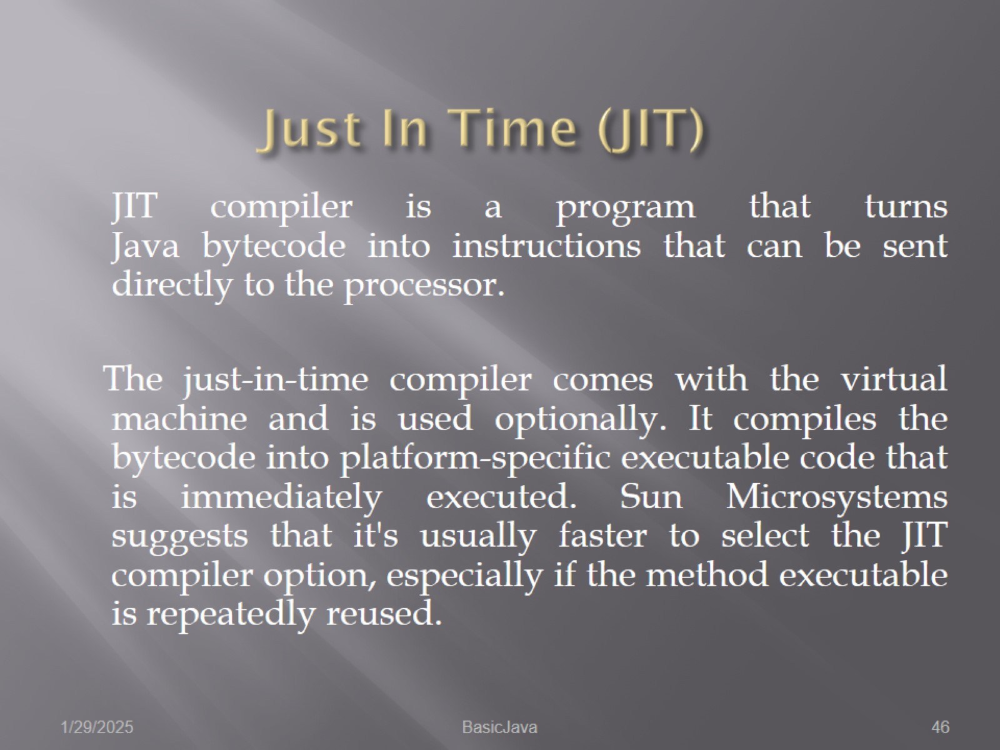 Just In Time (JIT)
JIT compiler is a program that turns
Java bytecode into instructions that can be sent
directly to the processor.
The just-in-time compiler comes with the virtual
machine and is used optionally. It compiles the
bytecode into platform-specific executable code that
is immediately executed. Sun Microsystems
suggests that it's usually faster to select the JIT
compiler option, especially if the method executable
is repeatedly reused.
1/29/2025 BasicJava 46